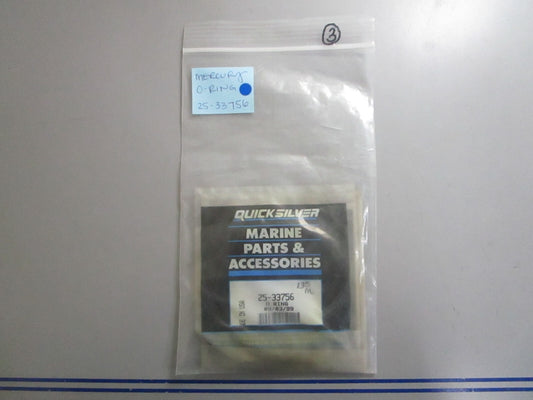 3
MERCURY
O-RING
25-33756
QUICKSILVER
MARINE
PARTS &
ACCESSORIES
25-33756
O:RING